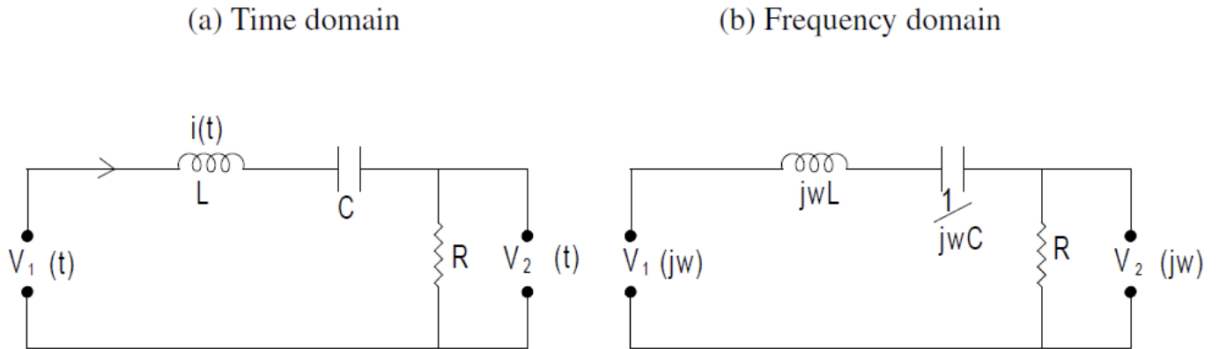 (a) Time domain
(b) Frequency domain
i(t)
L
C
R
V₁ (t)
V₂ (t)
jwL
1/jwC
R
V₁ (jw)
V₂ (jw)